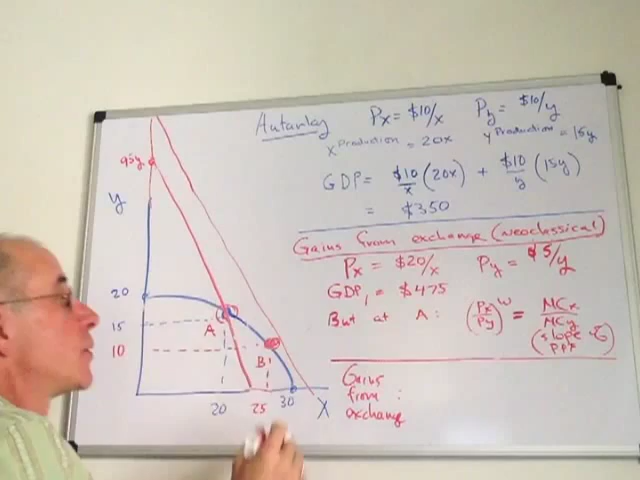 Autarky Px = $10/x Py = $10/y
x Production = 20x y Production = 15y
GDP = $10/x (20x) + $10/y (15y)
= $350
Gains from exchange (neoclassical)
Px = $20/x Py = $5/y
GDP1 = $475
But at A: (Px/Py)^w = MCx/MCy
(slope PPF
Gains
from :
exchange
95y
y
20
15
10
A
B
20 25 30 X